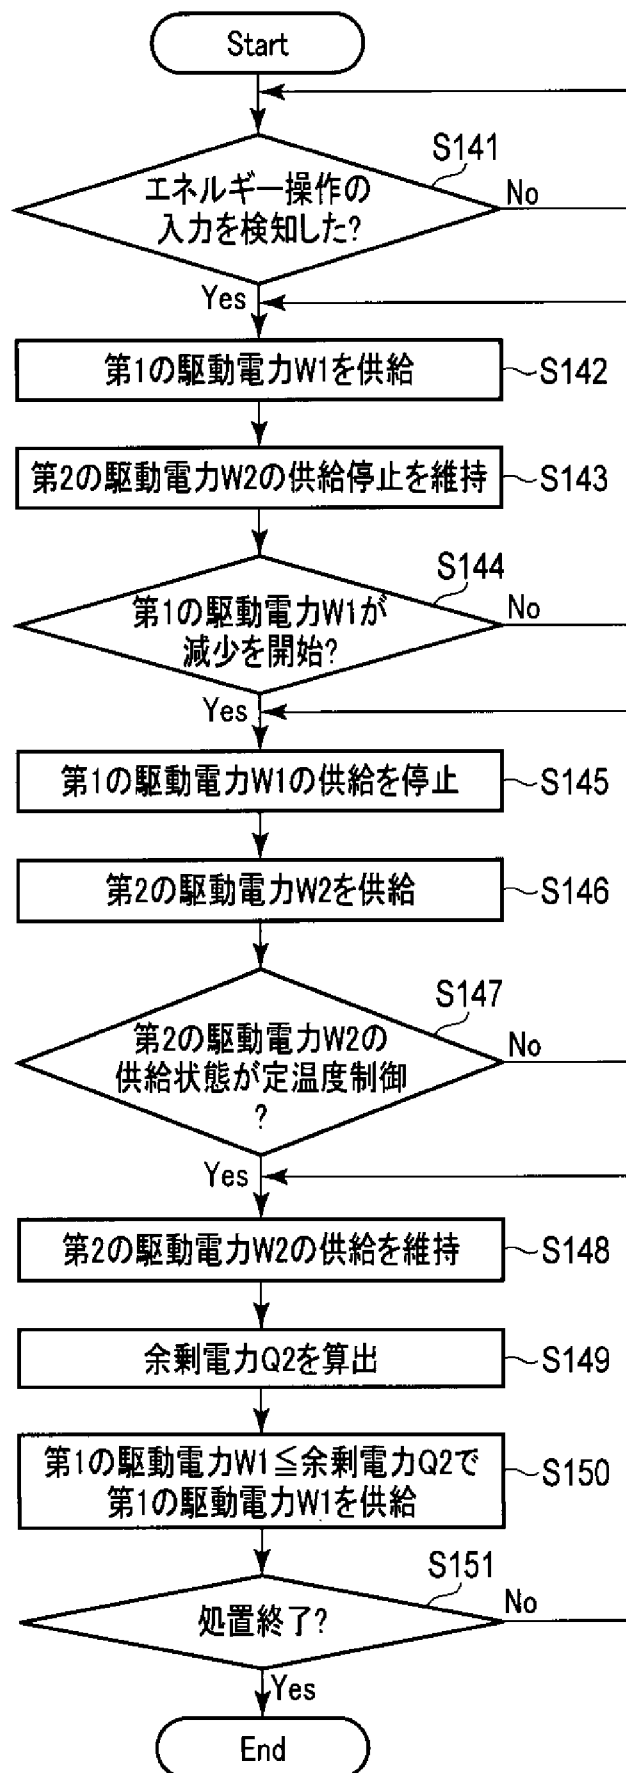 Start
S141
エネルギー操作の
入力を検知した?
No
Yes
第1の駆動電力W1を供給
S142
第2の駆動電力W2の供給停止を維持
S143
S144
第1の駆動電力W1が
減少を開始?
No
Yes
第1の駆動電力W1の供給を停止
S145
第2の駆動電力W2を供給
S146
S147
第2の駆動電力W2の
供給状態が定温度制御
?
No
Yes
第2の駆動電力W2の供給を維持
S148
余剰電力Q2を算出
S149
第1の駆動電力W1≦余剰電力Q2で
第1の駆動電力W1を供給
S150
S151
処置終了?
No
Yes
End